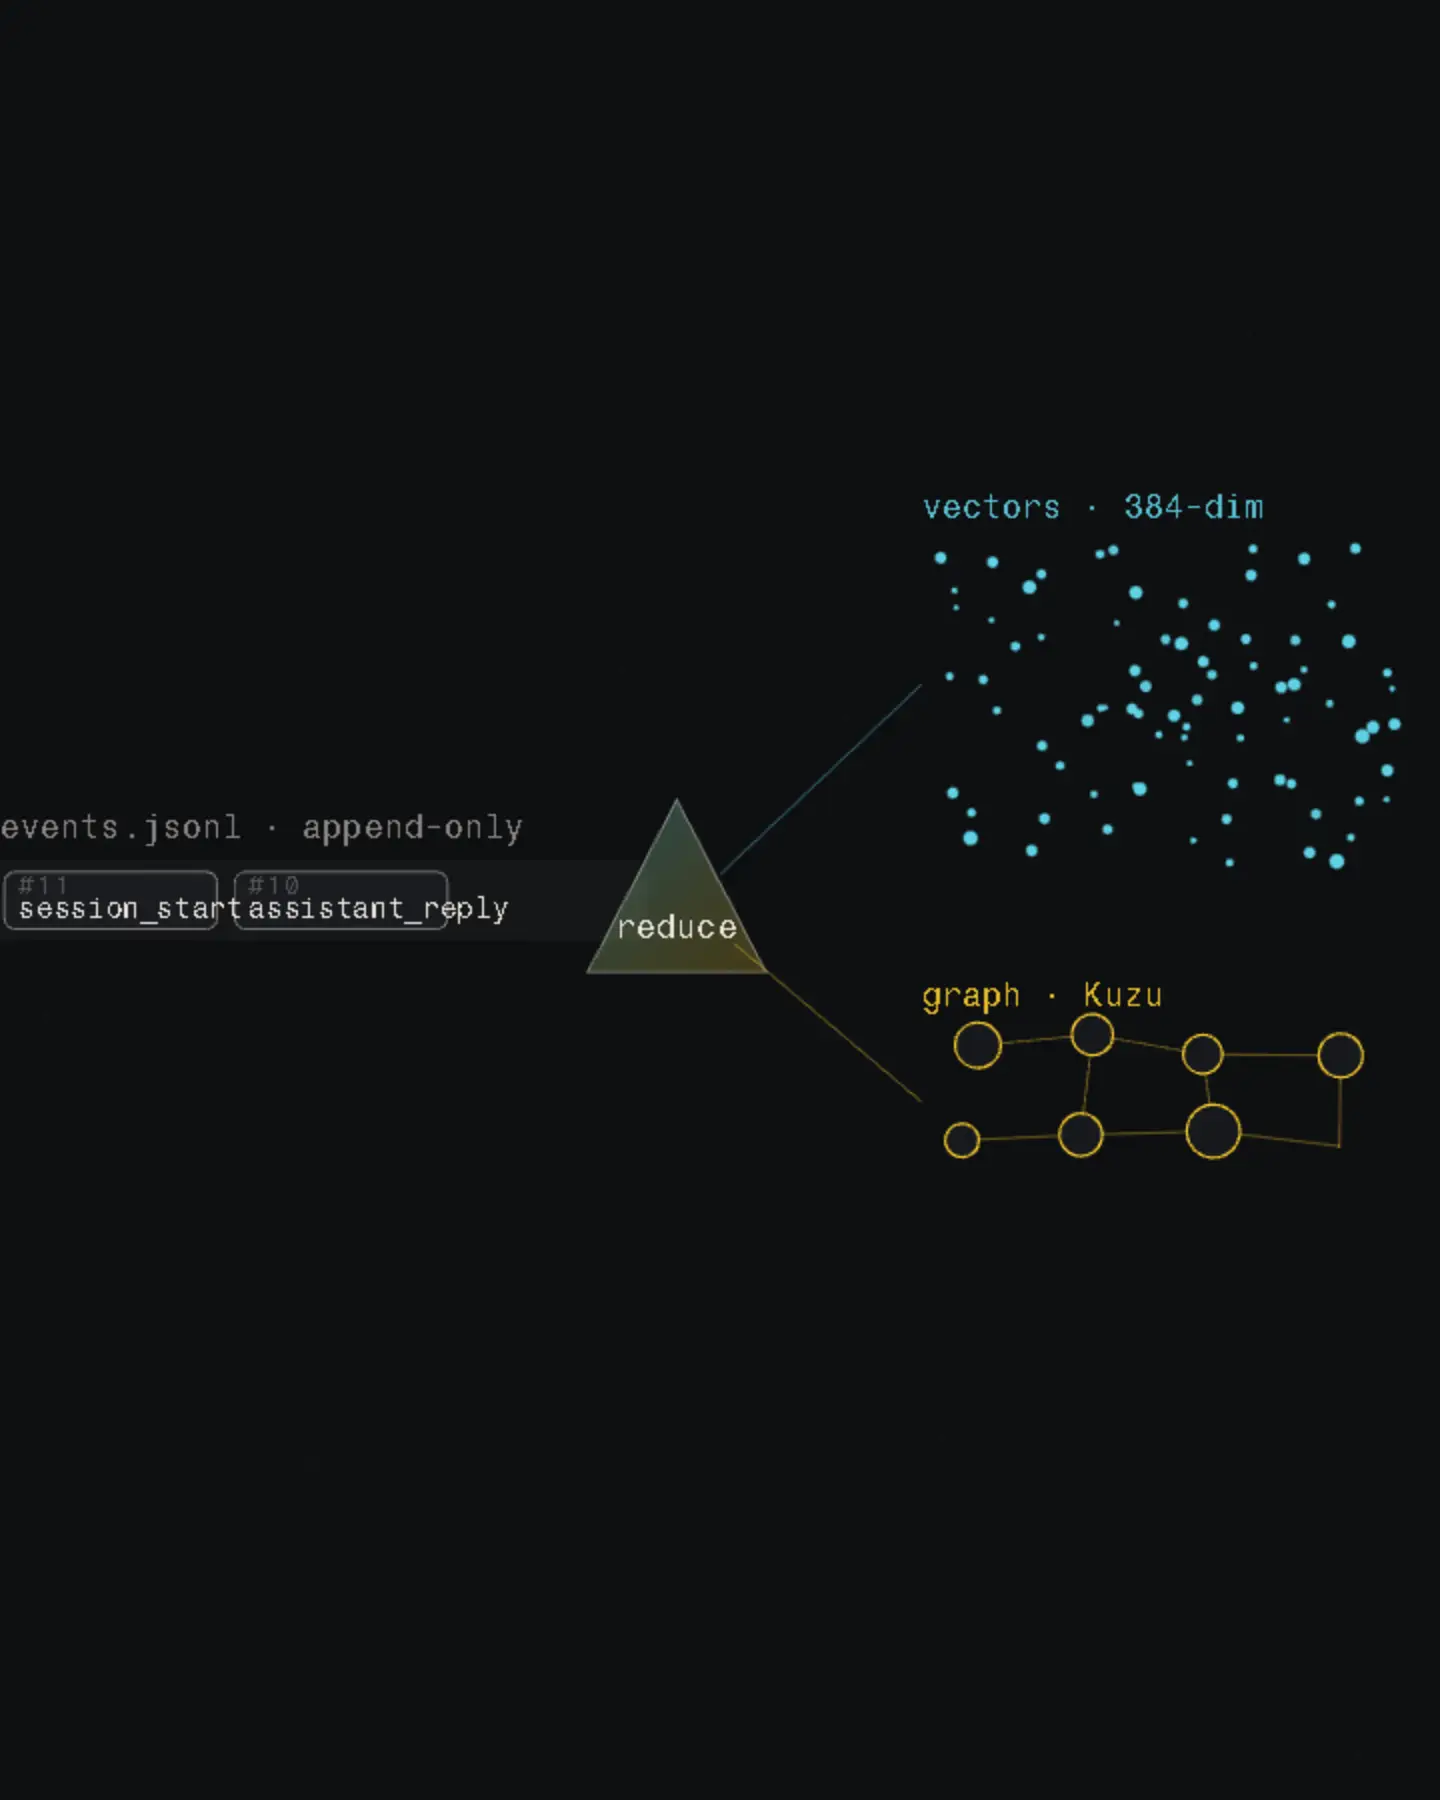 vectors · 384-dim
events.jsonl · append-only
#11
session_start
#10
assistant_reply
reduce
graph · Kuzu